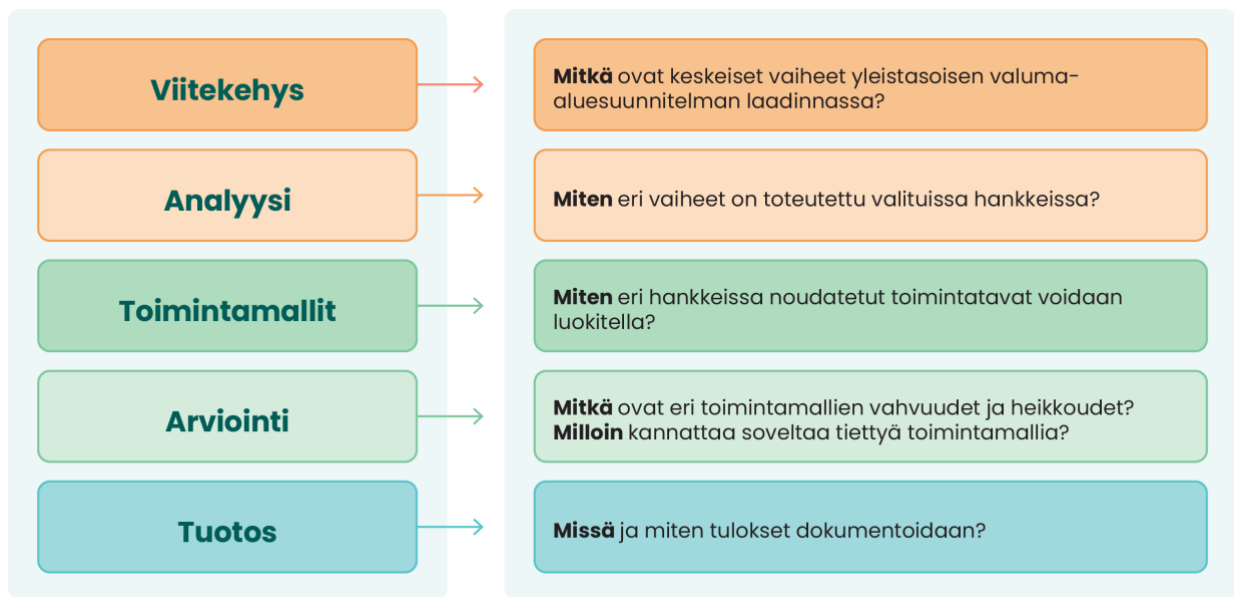 Viitekehys
Mitkä ovat keskeiset vaiheet yleistasoisen valuma-
aluesuunnitelman laadinnassa?
Analyysi
Miten eri vaiheet on toteutettu valituissa hankkeissa?
Toimintamallit
Miten eri hankkeissa noudatetut toimintatavat voidaan
luokitella?
Arviointi
Mitkä ovat eri toimintamallien vahvuudet ja heikkoudet?
Milloin kannattaa soveltaa tiettyä toimintamallia?
Tuotos
Missä ja miten tulokset dokumentoidaan?